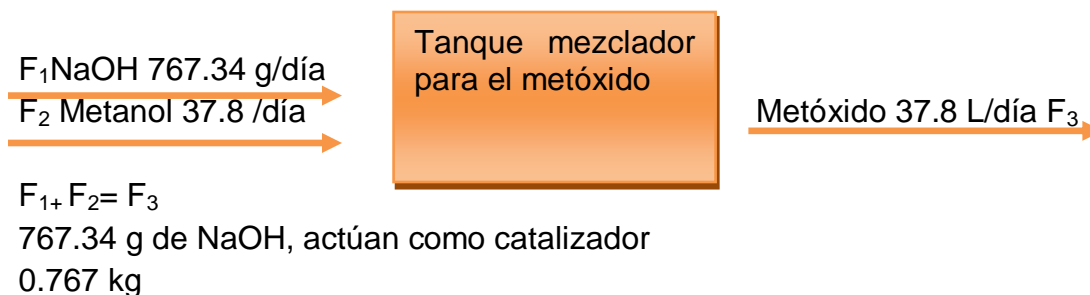 F₁NaOH 767.34 g/día
F₂ Metanol 37.8 /día
Tanque mezclador
para el metóxido
Metóxido 37.8 L/día F₃
F₁₊ F₂= F₃
767.34 g de NaOH, actúan como catalizador
0.767 kg